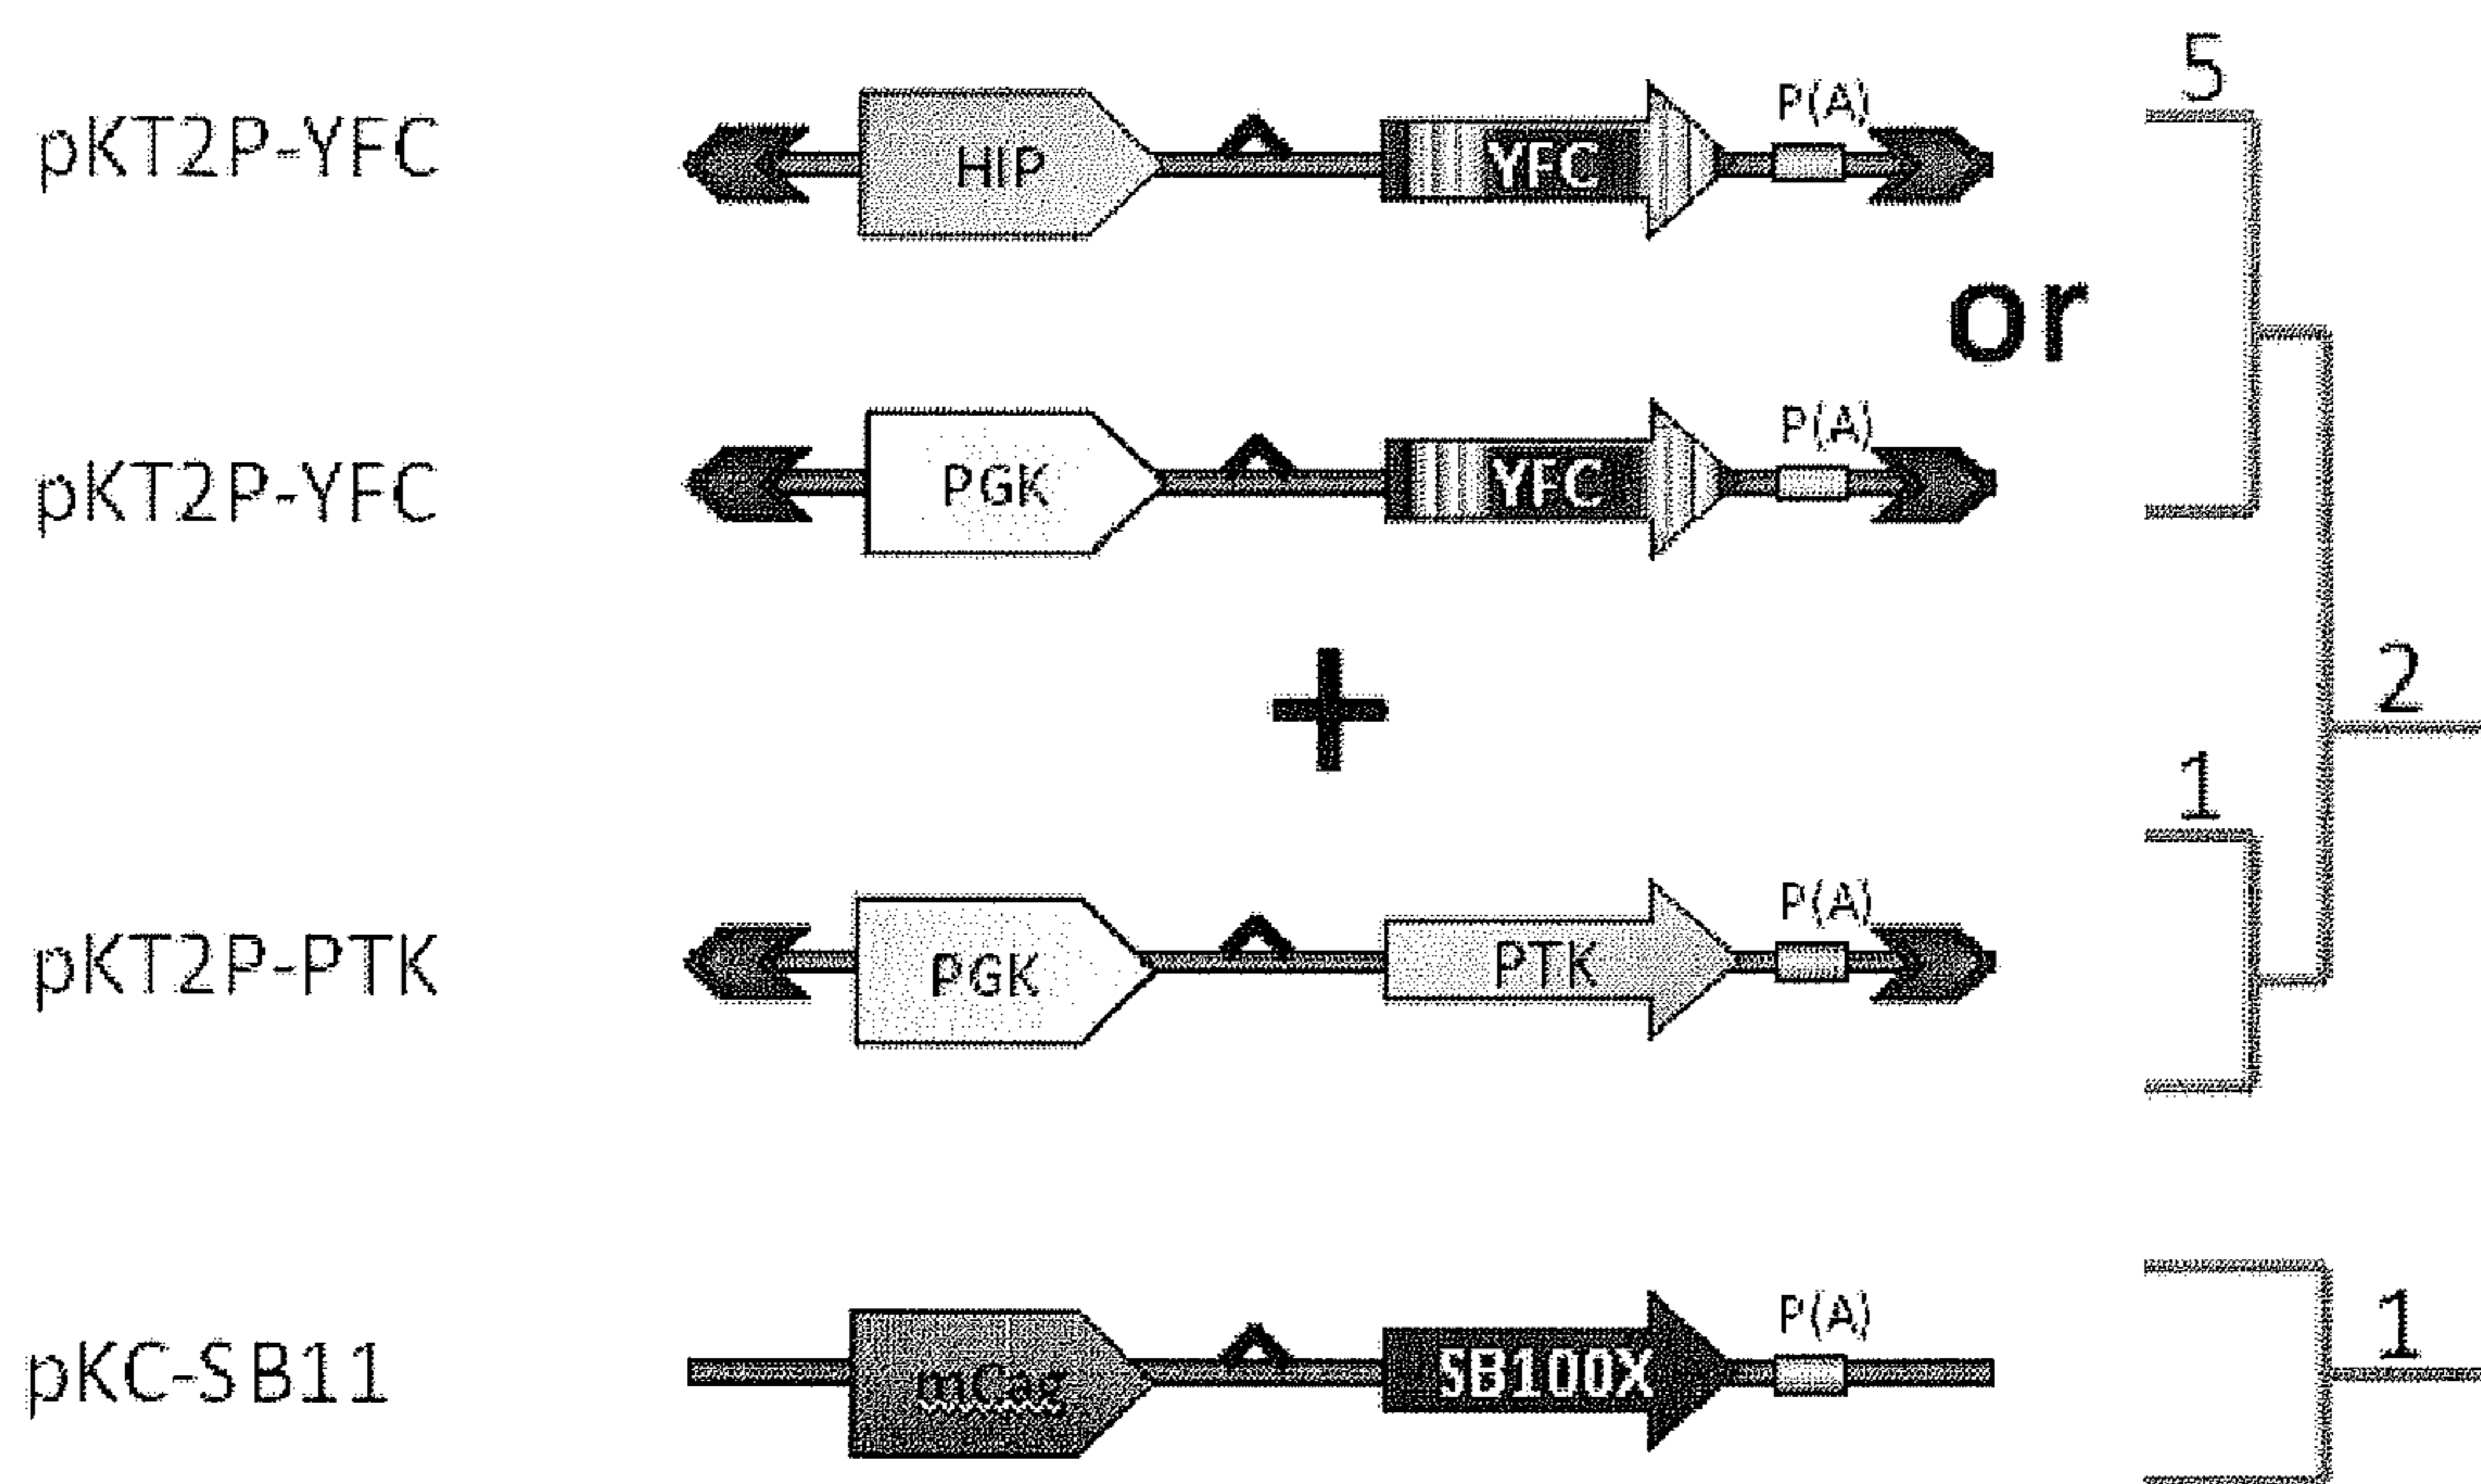 5
pKT2P-YFC HIP YFC P(A)
or
pKT2P-YFC PGK YFC P(A)
+
2
1
pKT2P-PTK PGK PTK P(A)
pKC-SB11 mCag SB100X P(A) 1